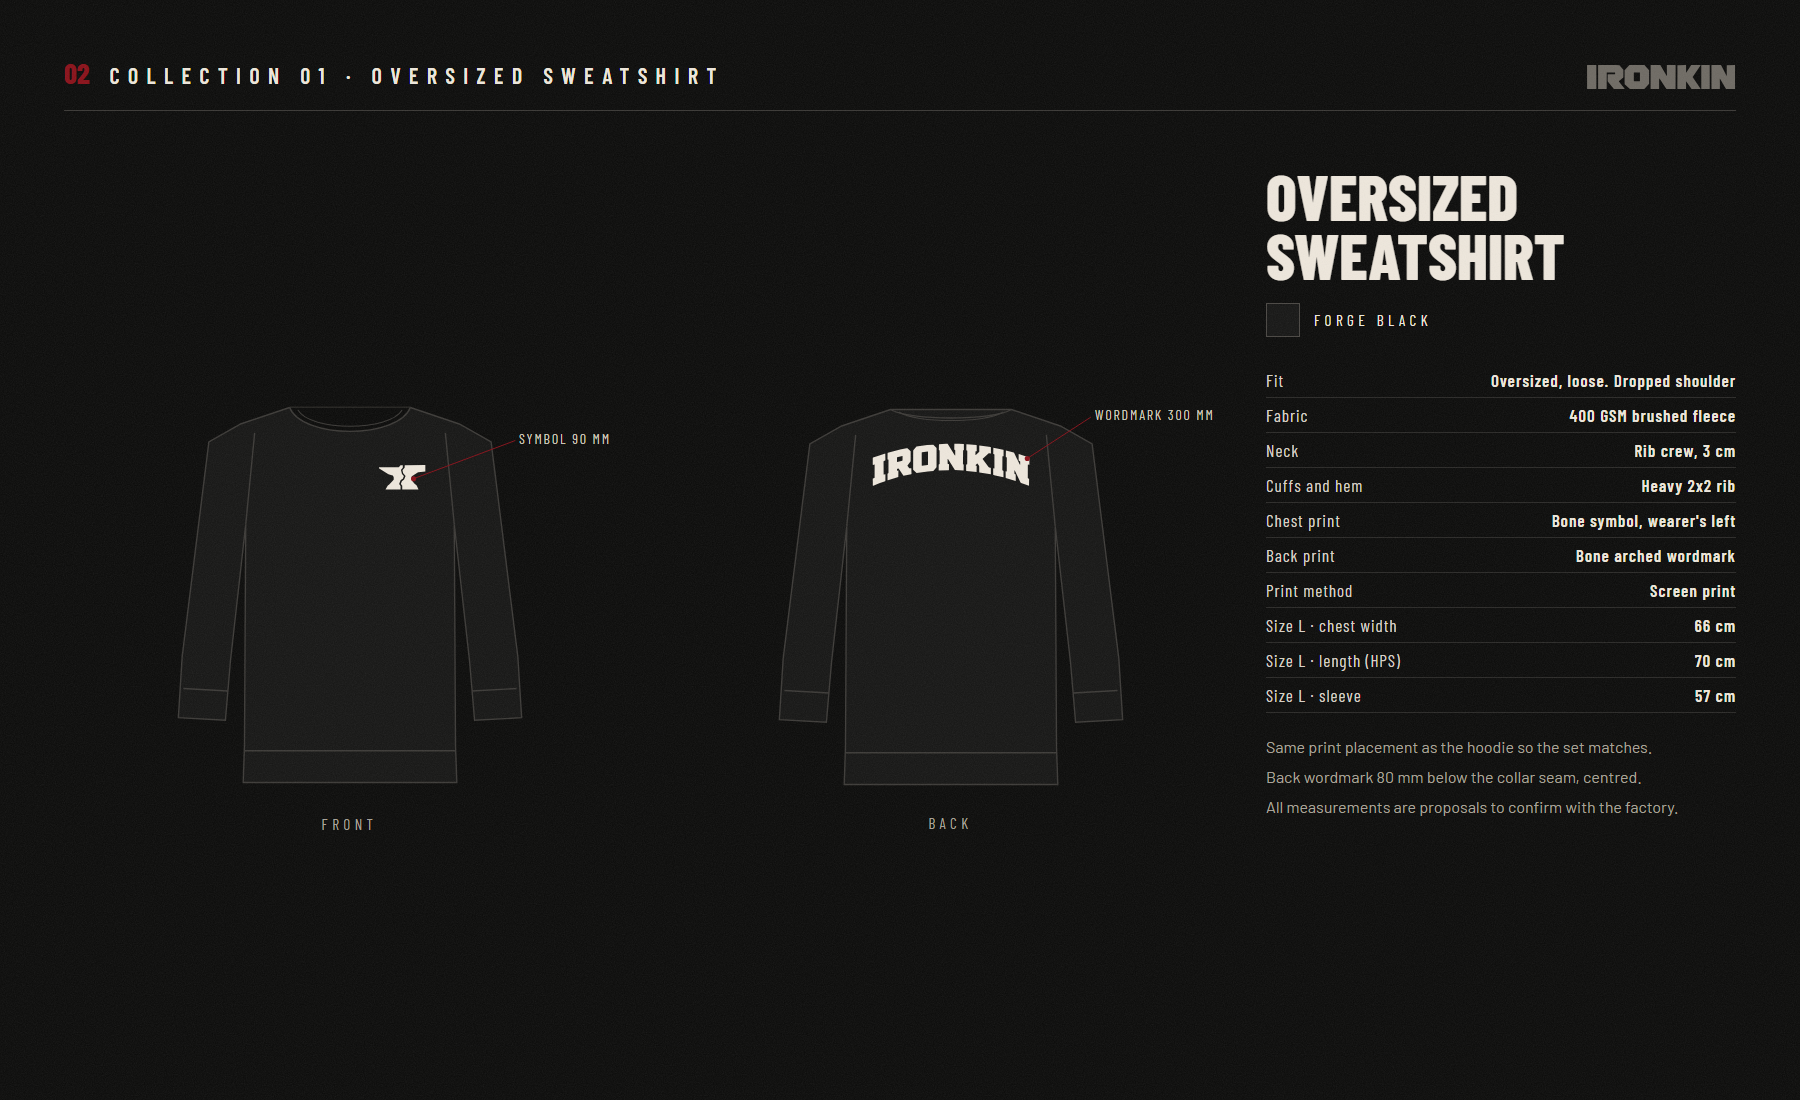 02 COLLECTION 01 · OVERSIZED SWEATSHIRT
IRONKIN
OVERSIZED
SWEATSHIRT
FORGE BLACK
Fit Oversized, loose. Dropped shoulder
Fabric 400 GSM brushed fleece
Neck Rib crew, 3 cm
Cuffs and hem Heavy 2x2 rib
Chest print Bone symbol, wearer's left
Back print Bone arched wordmark
Print method Screen print
Size L · chest width 66 cm
Size L · length (HPS) 70 cm
Size L · sleeve 57 cm
Same print placement as the hoodie so the set matches.
Back wordmark 80 mm below the collar seam, centred.
All measurements are proposals to confirm with the factory.
SYMBOL 90 MM
FRONT
WORDMARK 300 MM
IRONKIN
BACK